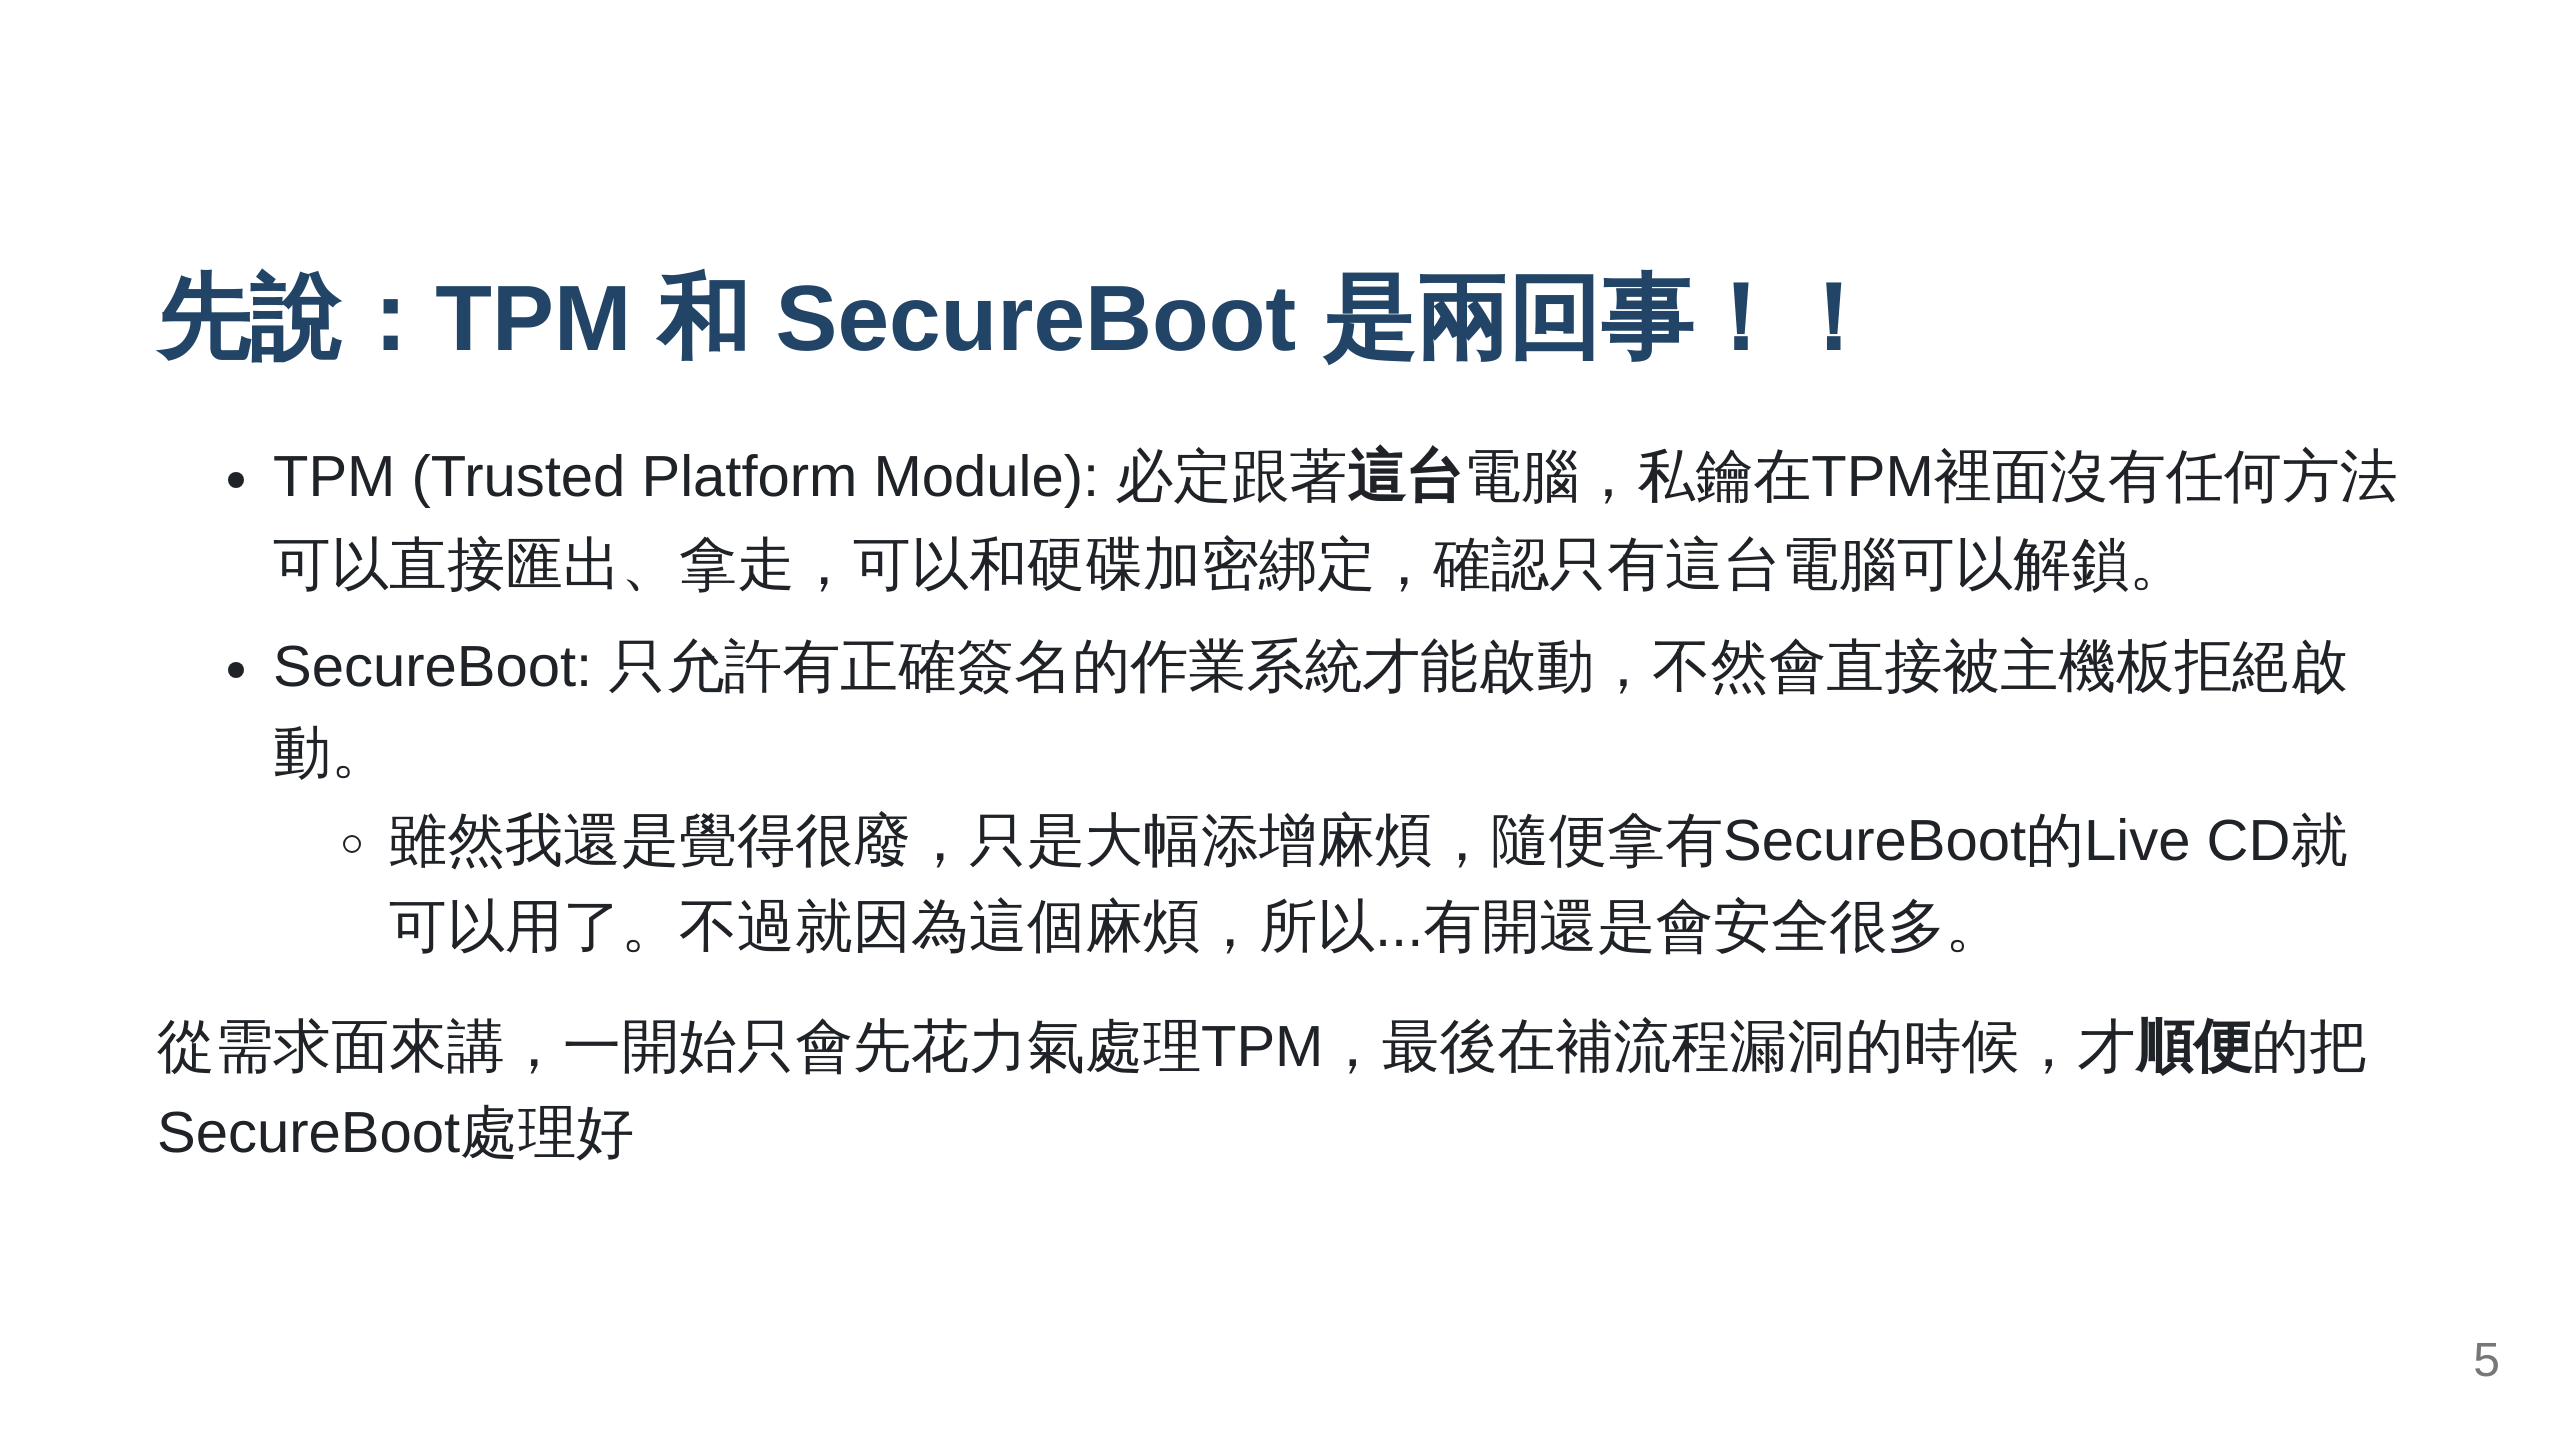 先說：TPM 和 SecureBoot 是兩回事！！
• TPM (Trusted Platform Module): 必定跟著這台電腦，私鑰在TPM裡面沒有任何方法
可以直接匯出、拿走，可以和硬碟加密綁定，確認只有這台電腦可以解鎖。
• SecureBoot: 只允許有正確簽名的作業系統才能啟動，不然會直接被主機板拒絕啟
動。
◦ 雖然我還是覺得很廢，只是大幅添增麻煩，隨便拿有SecureBoot的Live CD就
可以用了。不過就因為這個麻煩，所以...有開還是會安全很多。
從需求面來講，一開始只會先花力氣處理TPM，最後在補流程漏洞的時候，才順便的把
SecureBoot處理好
5